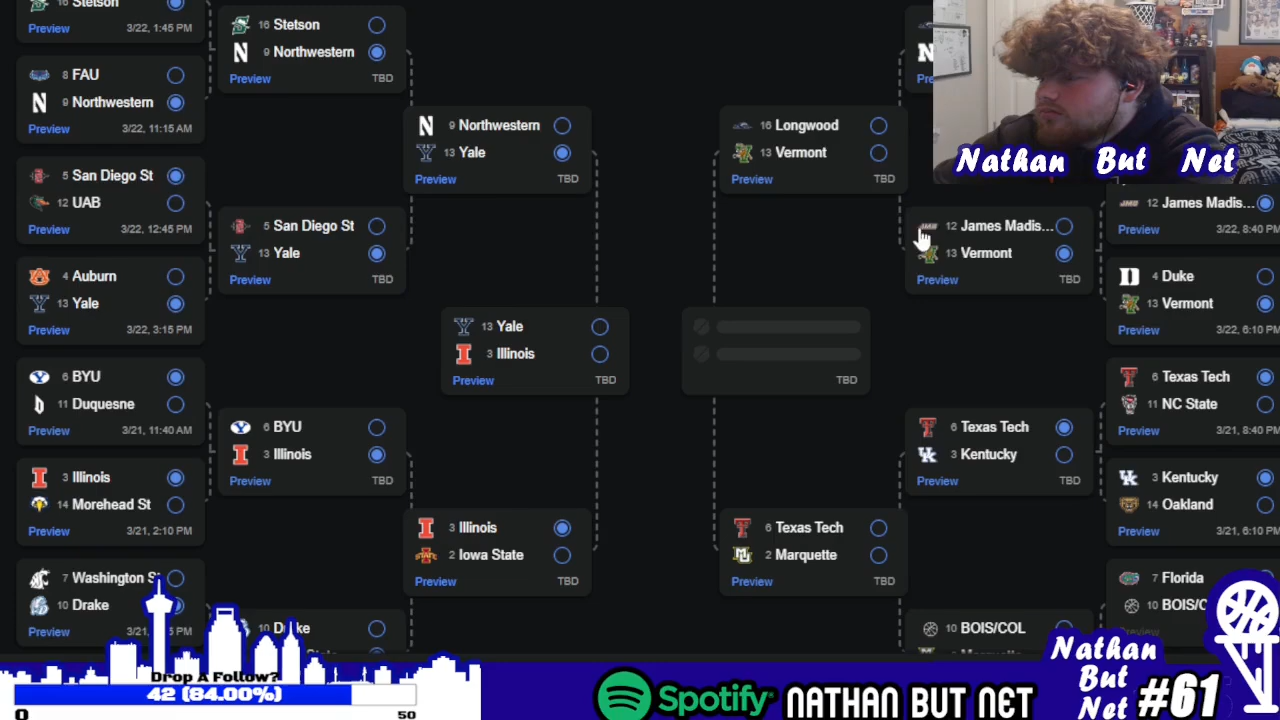 16 Stetson
Preview 3/22, 1:45 PM
8 FAU
9 Northwestern
Preview 3/22, 11:15 AM
5 San Diego St
12 UAB
Preview 3/22, 12:45 PM
4 Auburn
13 Yale
Preview 3/22, 3:15 PM
6 BYU
11 Duquesne
Preview 3/21, 11:40 AM
3 Illinois
14 Morehead St
Preview 3/21, 2:10 PM
7 Washington
10 Drake
Preview
16 Stetson
9 Northwestern
Preview TBD
5 San Diego St
13 Yale
Preview TBD
6 BYU
3 Illinois
Preview TBD
9 Northwestern
13 Yale
Preview TBD
13 Yale
3 Illinois
Preview TBD
3 Illinois
2 Iowa State
Preview TBD
16 Longwood
13 Vermont
Preview TBD
TBD
6 Texas Tech
2 Marquette
Preview TBD
12 James Madis...
13 Vermont
Preview TBD
6 Texas Tech
3 Kentucky
Preview TBD
10 BOIS/COL
12 James Madis...
Preview 3/22, 8:40 PM
4 Duke
13 Vermont
Preview 3/22, 6:10 PM
6 Texas Tech
11 NC State
Preview 3/21, 8:40 PM
3 Kentucky
14 Oakland
Preview 3/21, 6:10 PM
7 Florida
10 BOIS/C
Nathan But Net
Drop A Follow?
42 (84.00%)
0 50
Spotify NATHAN BUT NET
Nathan
But
Net #61